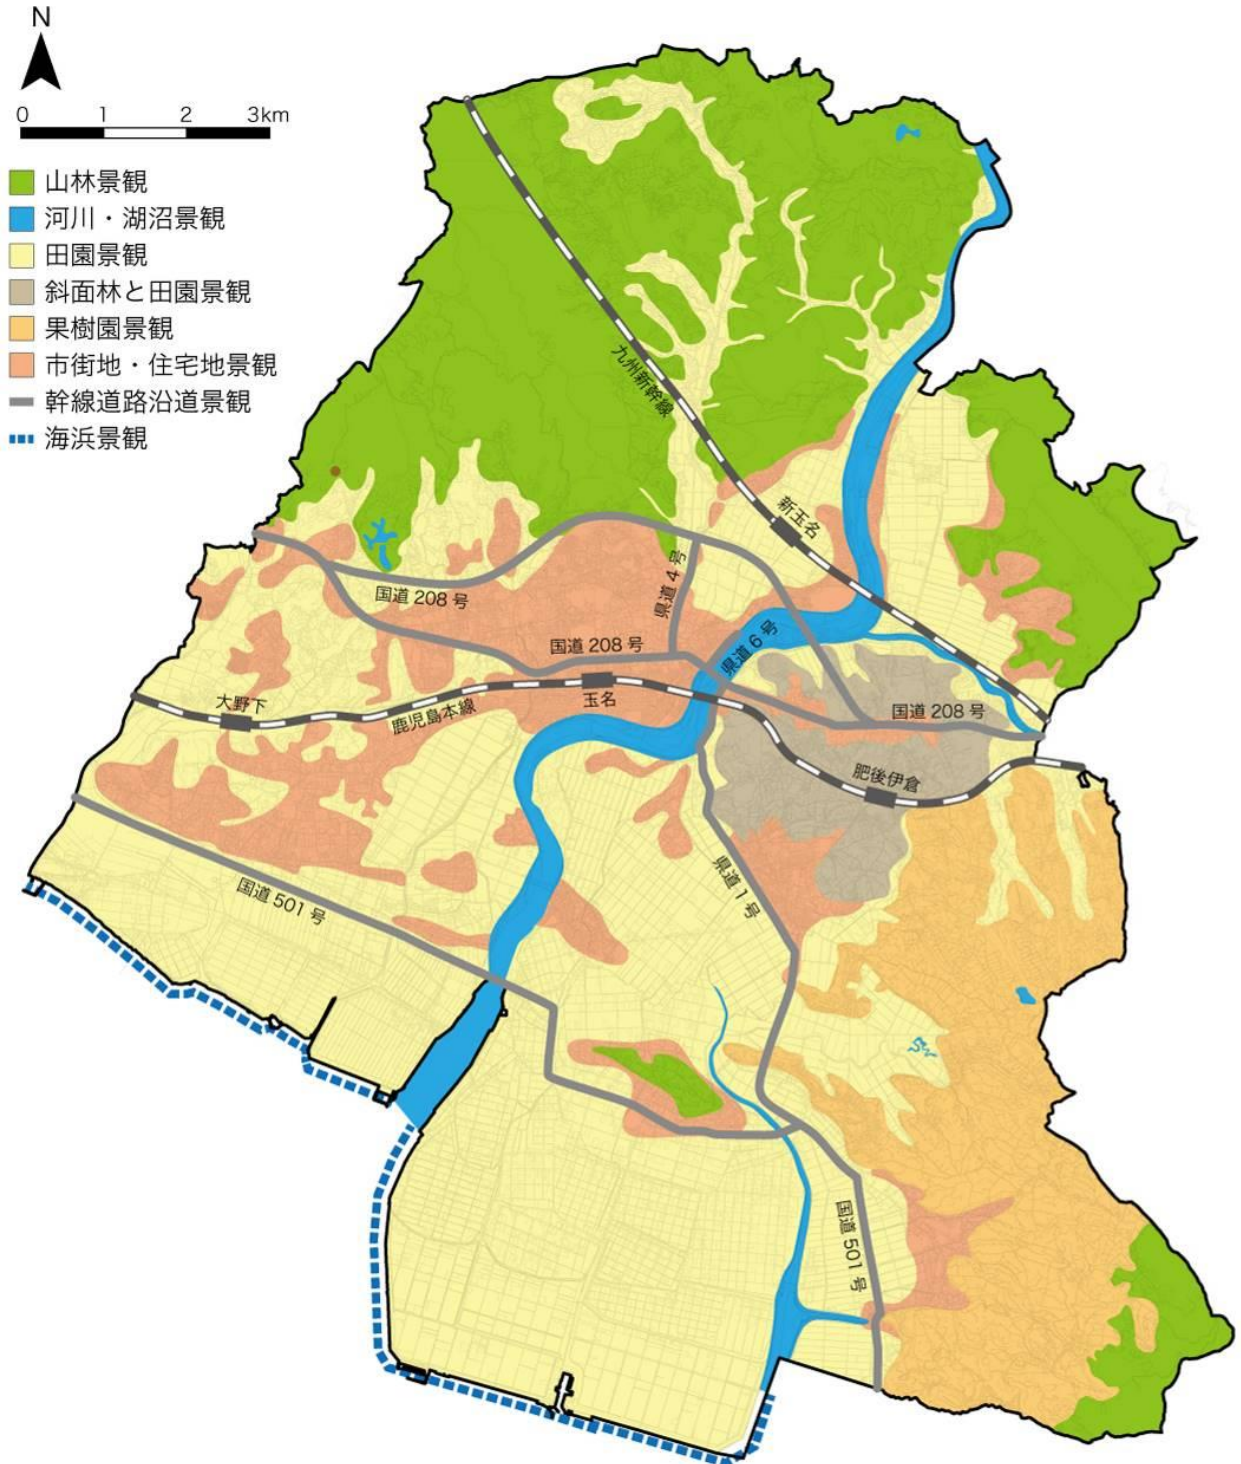 N
0 1 2 3km
山林景観
河川・湖沼景観
田園景観
斜面林と田園景観
果樹園景観
市街地・住宅地景観
幹線道路沿道景観
海浜景観
九州新幹線
新玉名
県道4号
国道 208 号
国道 208 号
県道6号
大野下
鹿児島本線
玉名
国道 208 号
肥後伊倉
県道1号
国道 501 号
国道 501 号